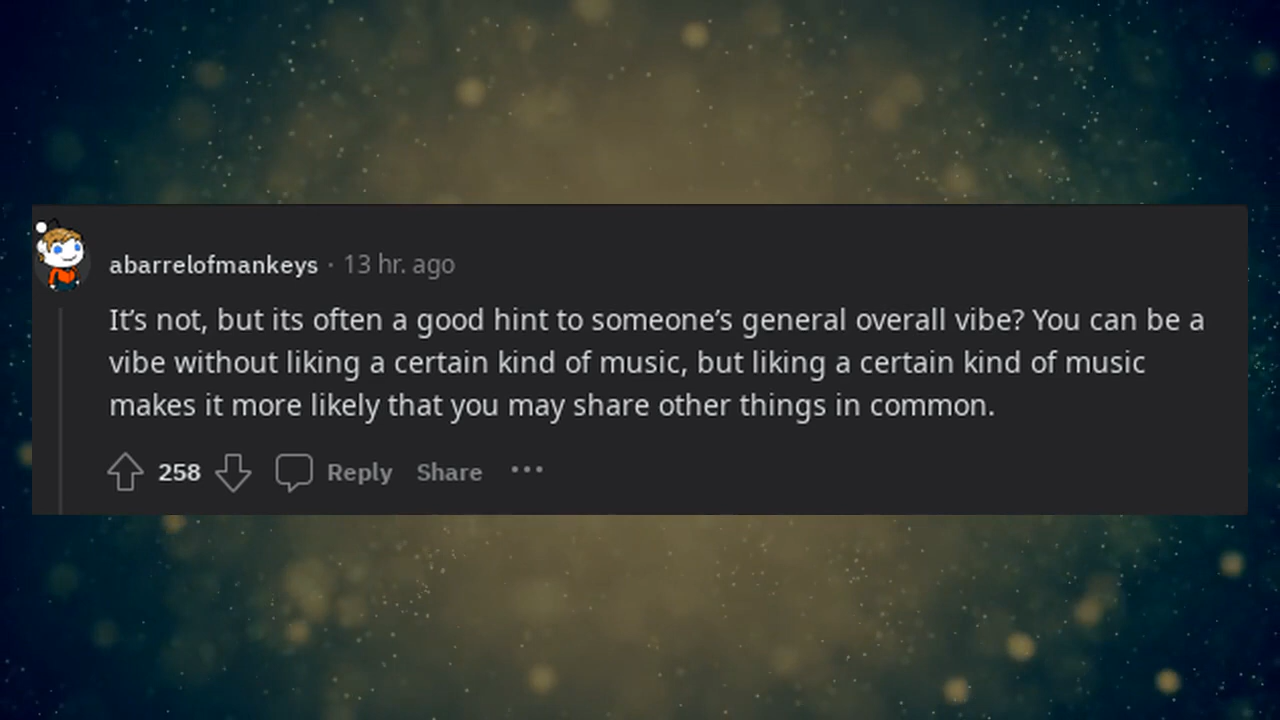 abarrelofmankeys · 13 hr. ago
It’s not, but its often a good hint to someone’s general overall vibe? You can be a
vibe without liking a certain kind of music, but liking a certain kind of music
makes it more likely that you may share other things in common.
258 Reply Share ···